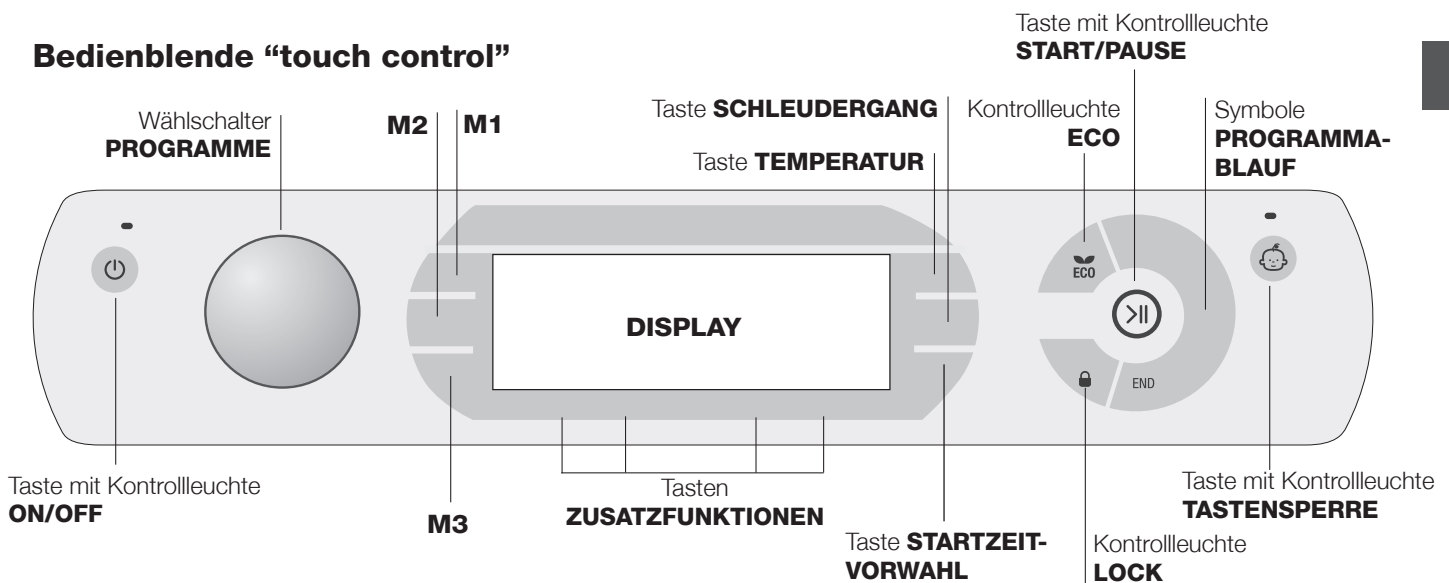 Bedienblende “touch control”
Taste mit Kontrollleuchte
START/PAUSE
Wählschalter
PROGRAMME
M2
M1
Taste SCHLEUDERGANG
Taste TEMPERATUR
Kontrollleuchte
ECO
Symbole
PROGRAMMA-
BLAUF
ECO
DISPLAY
END
Taste mit Kontrollleuchte
ON/OFF
M3
Tasten
ZUSATZFUNKTIONEN
Taste STARTZEIT-
VORWAHL
Kontrollleuchte
LOCK
Taste mit Kontrollleuchte
TASTENSPERRE